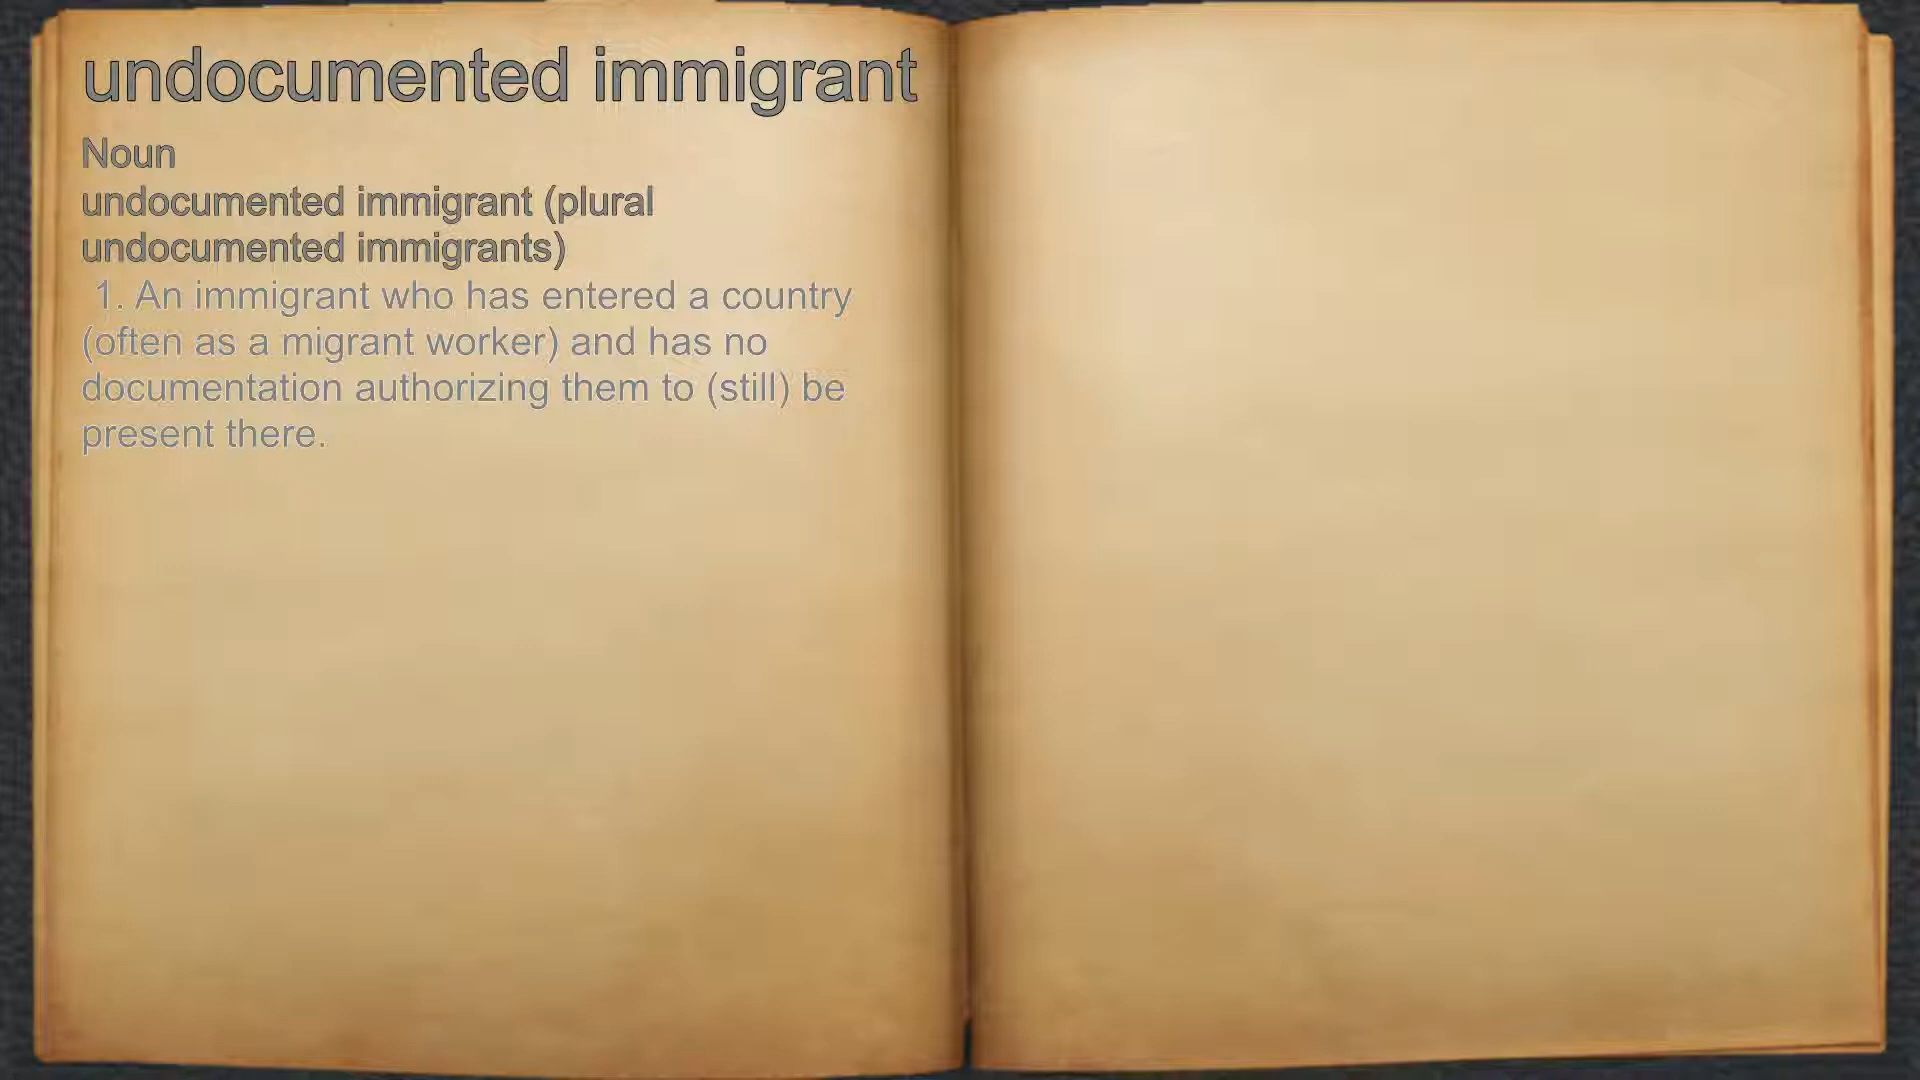 undocumented immigrant
Noun
undocumented immigrant (plural
undocumented immigrants)
1. An immigrant who has entered a country
(often as a migrant worker) and has no
documentation authorizing them to (still) be
present there.